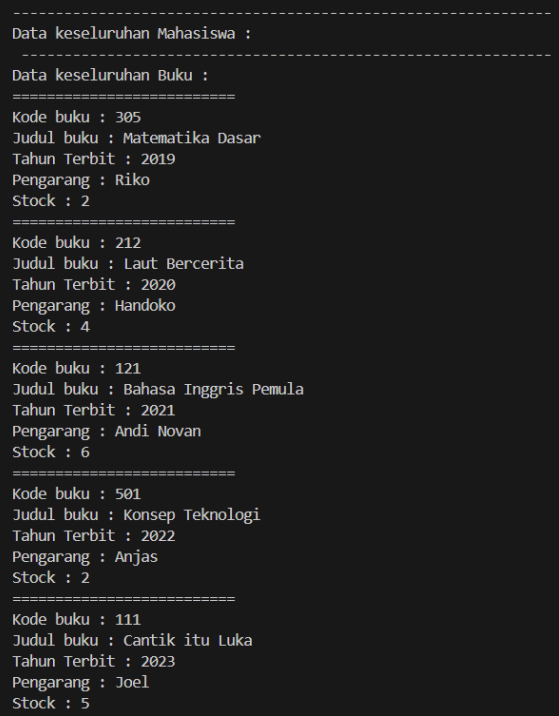 ---------------------------------------------------------------
Data keseluruhan Mahasiswa :
--------------------------------------------------------------
Data keseluruhan Buku :
==========================
Kode buku : 305
Judul buku : Matematika Dasar
Tahun Terbit : 2019
Pengarang : Riko
Stock : 2
==========================
Kode buku : 212
Judul buku : Laut Bercerita
Tahun Terbit : 2020
Pengarang : Handoko
Stock : 4
==========================
Kode buku : 121
Judul buku : Bahasa Inggris Pemula
Tahun Terbit : 2021
Pengarang : Andi Novan
Stock : 6
==========================
Kode buku : 501
Judul buku : Konsep Teknologi
Tahun Terbit : 2022
Pengarang : Anjas
Stock : 2
==========================
Kode buku : 111
Judul buku : Cantik itu Luka
Tahun Terbit : 2023
Pengarang : Joel
Stock : 5